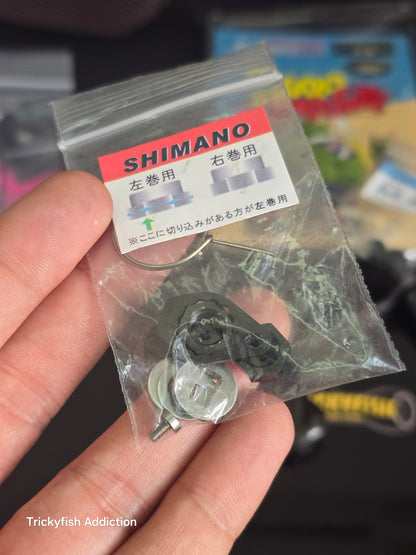 SHIMANO
左巻用 右巻用
※ここに切り込みがある方が左巻用
Trickyfish Addiction